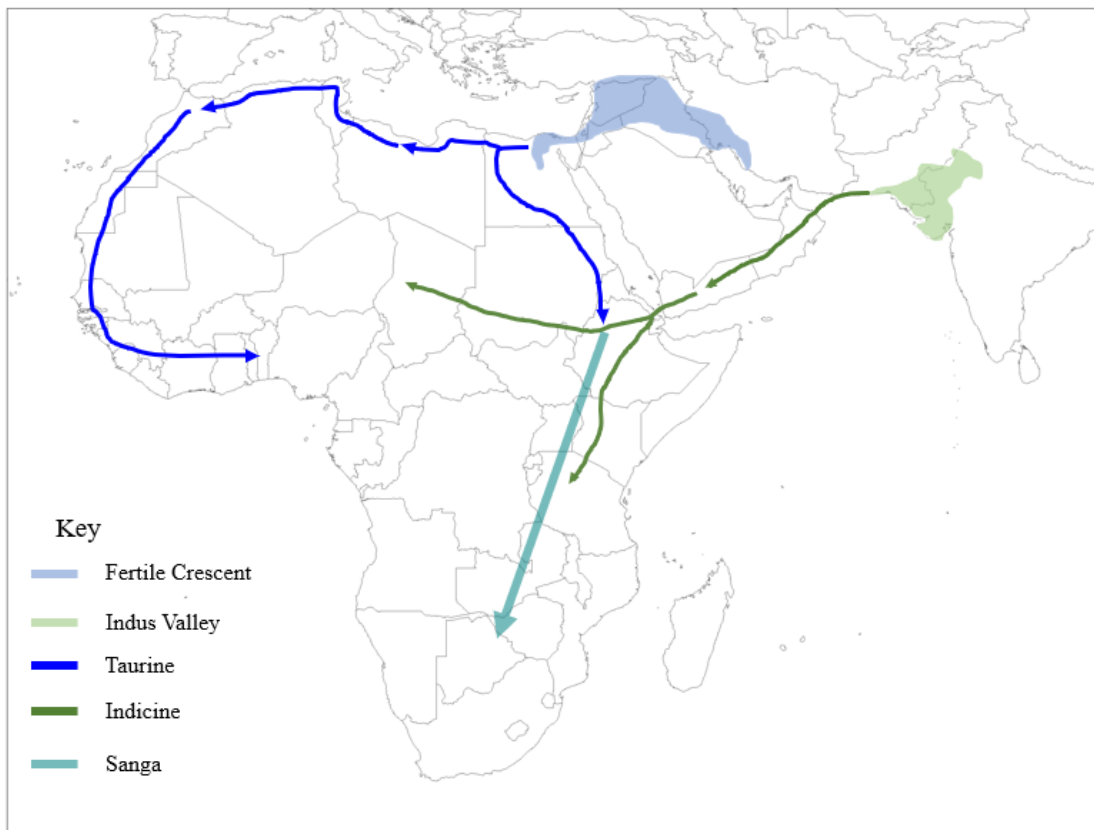 Key
Fertile Crescent
Indus Valley
Taurine
Indicine
Sanga